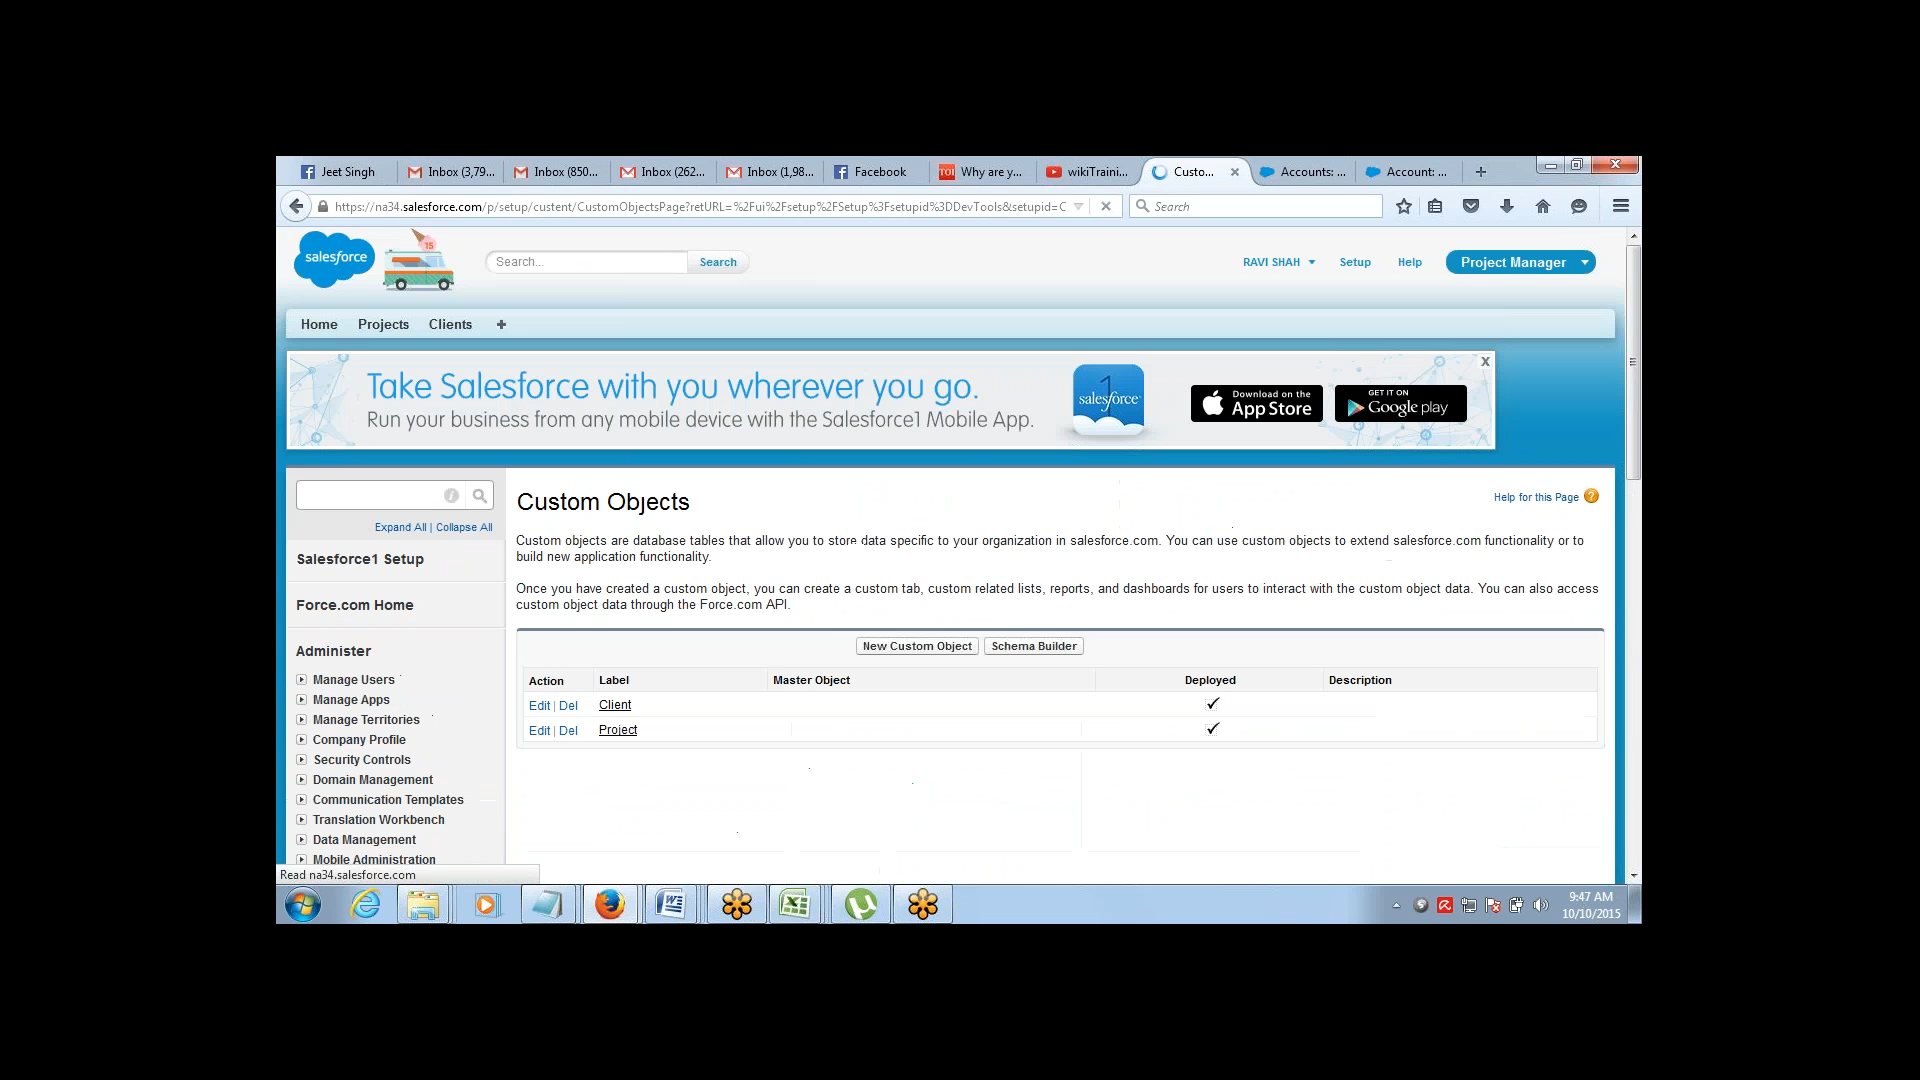 Jeet Singh
Inbox (3,79...
Inbox (850...
Inbox (262...
Inbox (1,98...
Facebook
TOI
Why are y...
wikiTraini...
Custo...
Accounts: ...
Account: ...
https://na34.salesforce.com/p/setup/custent/CustomObjectsPage?retURL=%2Fui%2Fsetup%2FSetup%3Fsetupid%3DDevTools&setupid=C
Search
salesforce
15
Search...
Search
RAVI SHAH
Setup
Help
Project Manager
Home
Projects
Clients
+
Take Salesforce with you wherever you go.
Run your business from any mobile device with the Salesforce1 Mobile App.
1
salesforce
Download on the
App Store
GET IT ON
Google play
X
Expand All | Collapse All
Salesforce1 Setup
Force.com Home
Administer
Manage Users
Manage Apps
Manage Territories
Company Profile
Security Controls
Domain Management
Communication Templates
Translation Workbench
Data Management
Mobile Administration
Custom Objects
Help for this Page ?
Custom objects are database tables that allow you to store data specific to your organization in salesforce.com. You can use custom objects to extend salesforce.com functionality or to
build new application functionality.
Once you have created a custom object, you can create a custom tab, custom related lists, reports, and dashboards for users to interact with the custom object data. You can also access
custom object data through the Force.com API.
New Custom Object
Schema Builder
Action Label Master Object Deployed Description
Edit | Del Client
Edit | Del Project
Read na34.salesforce.com
9:47 AM
10/10/2015